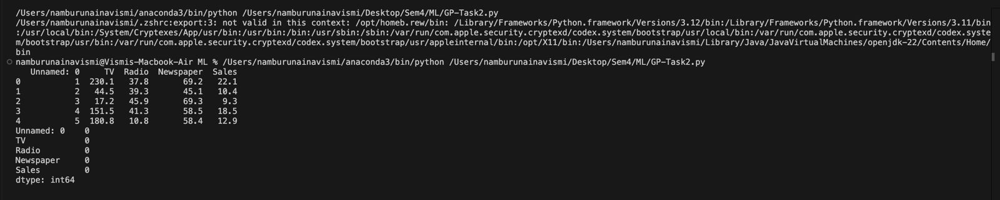 /Users/namburunainavismi/anaconda3/bin/python /Users/namburunainavismi/Desktop/Sem4/ML/GP-Task2.py
/Users/namburunainavismi/.zshrc:export:3: not valid in this context: /opt/homeb.rew/bin: /Library/Frameworks/Python.framework/Versions/3.12/bin:/Library/Frameworks/Python.framework/Versions/3.11/bin
:/usr/local/bin:/System/Cryptexes/App/usr/bin:/usr/bin:/bin:/usr/sbin:/sbin:/var/run/com.apple.security.cryptexd/codex.system/bootstrap/usr/local/bin:/var/run/com.apple.security.cryptexd/codex.syste
m/bootstrap/usr/bin:/var/run/com.apple.security.cryptexd/codex.system/bootstrap/usr/appleinternal/bin:/opt/X11/bin:/Users/namburunainavismi/Library/Java/JavaVirtualMachines/openjdk-22/Contents/Home/
bin
namburunainavismi@Vismis-Macbook-Air ML % /Users/namburunainavismi/anaconda3/bin/python /Users/namburunainavismi/Desktop/Sem4/ML/GP-Task2.py
   Unnamed: 0     TV  Radio  Newspaper  Sales
0           1  230.1   37.8       69.2   22.1
1           2   44.5   39.3       45.1   10.4
2           3   17.2   45.9       69.3    9.3
3           4  151.5   41.3       58.5   18.5
4           5  180.8   10.8       58.4   12.9
Unnamed: 0    0
TV            0
Radio         0
Newspaper     0
Sales         0
dtype: int64